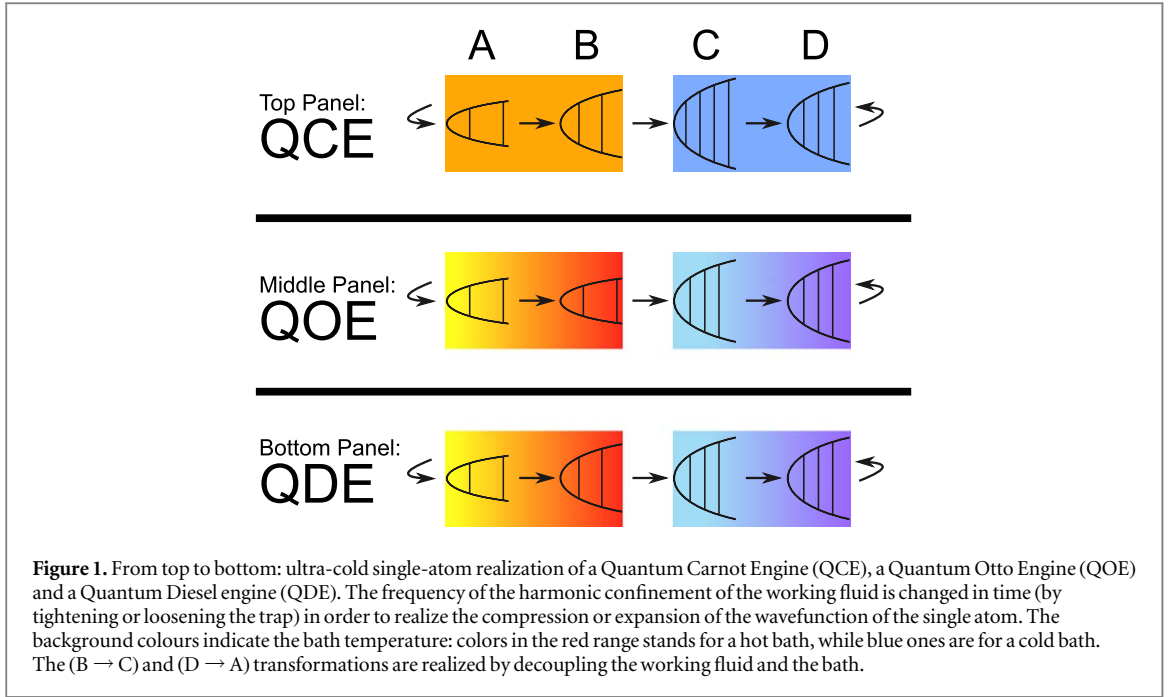 A B C D
Top Panel:
QCE
Middle Panel:
QOE
Bottom Panel:
QDE
Figure 1. From top to bottom: ultra-cold single-atom realization of a Quantum Carnot Engine (QCE), a Quantum Otto Engine (QOE)
and a Quantum Diesel engine (QDE). The frequency of the harmonic confinement of the working fluid is changed in time (by
tightening or loosening the trap) in order to realize the compression or expansion of the wavefunction of the single atom. The
background colours indicate the bath temperature: colors in the red range stands for a hot bath, while blue ones are for a cold bath.
The (B → C) and (D → A) transformations are realized by decoupling the working fluid and the bath.